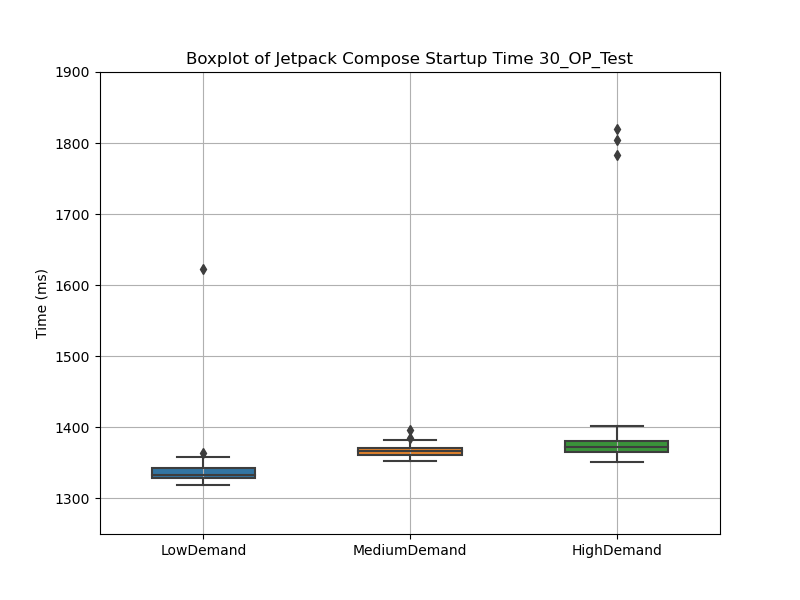 Boxplot of Jetpack Compose Startup Time 30_OP_Test
1900
1800
1700
1600
1500
1400
1300
Time (ms)
LowDemand
MediumDemand
HighDemand